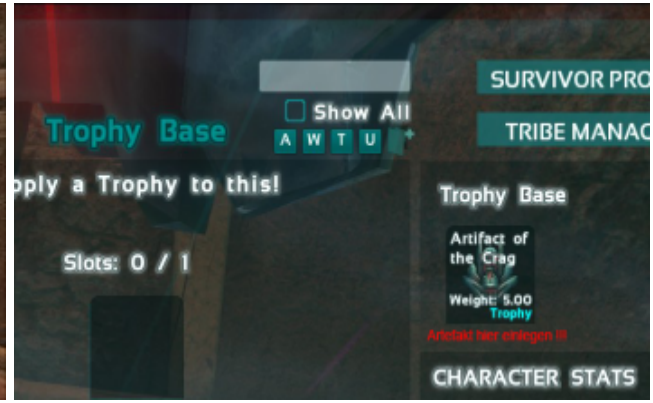 Show All
SURVIVOR PRO
Trophy Base
A W T U
TRIBE MANAC
pply a Trophy to this!
Trophy Base
Slots: 0 / 1
Artifact of
the Crag
Weight: 5.00
Trophy
Artefakt hier einlegen !!!
CHARACTER STATS